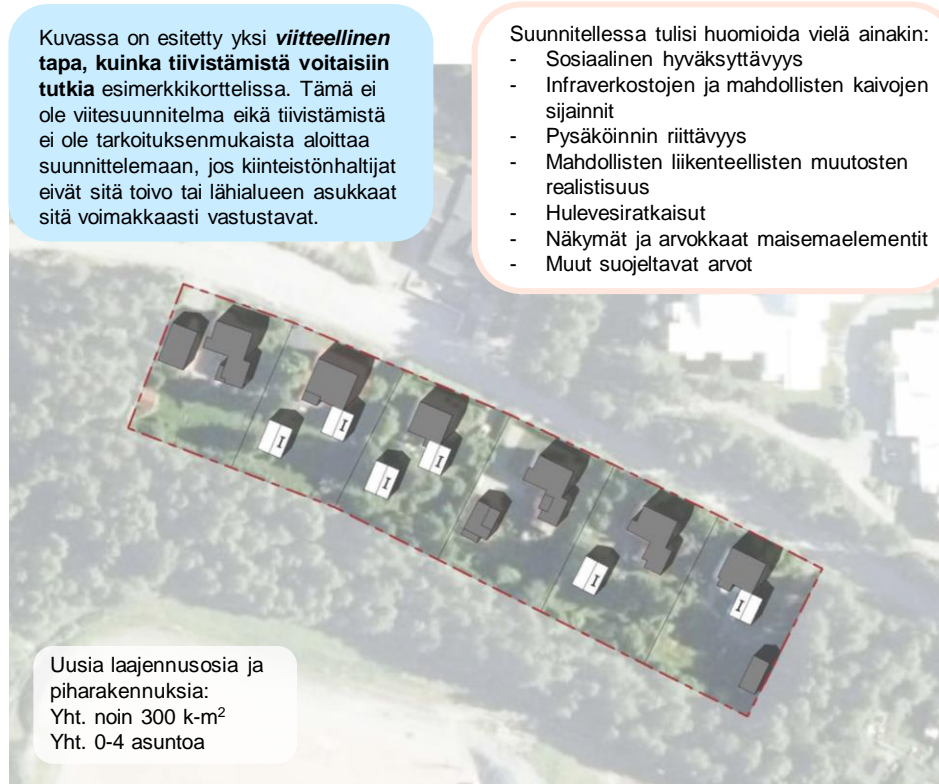 Kuvassa on esitetty yksi viitteellinen
tapa, kuinka tiivistämistä voitaisiin
tutkia esimerkkikorttelissa. Tämä ei
ole viitesuunnitelma eikä tiivistämistä
ei ole tarkoituksenmukaista aloittaa
suunnittelemaan, jos kiinteistönhaltijat
eivät sitä toivo tai lähialueen asukkaat
sitä voimakkaasti vastustavat.
Suunnitellessa tulisi huomioida vielä ainakin:
- Sosiaalinen hyväksyttävyys
- Infraverkostojen ja mahdollisten kaivojen
sijainnit
- Pysäköinnin riittävyys
- Mahdollisten liikenteellisten muutosten
realistisuus
- Hulevesiratkaisut
- Näkymät ja arvokkaat maisemaelementit
- Muut suojeltavat arvot
I
I
I
I
I
I
Uusia laajennusosia ja
piharakennuksia:
Yht. noin 300 k-m²
Yht. 0-4 asuntoa